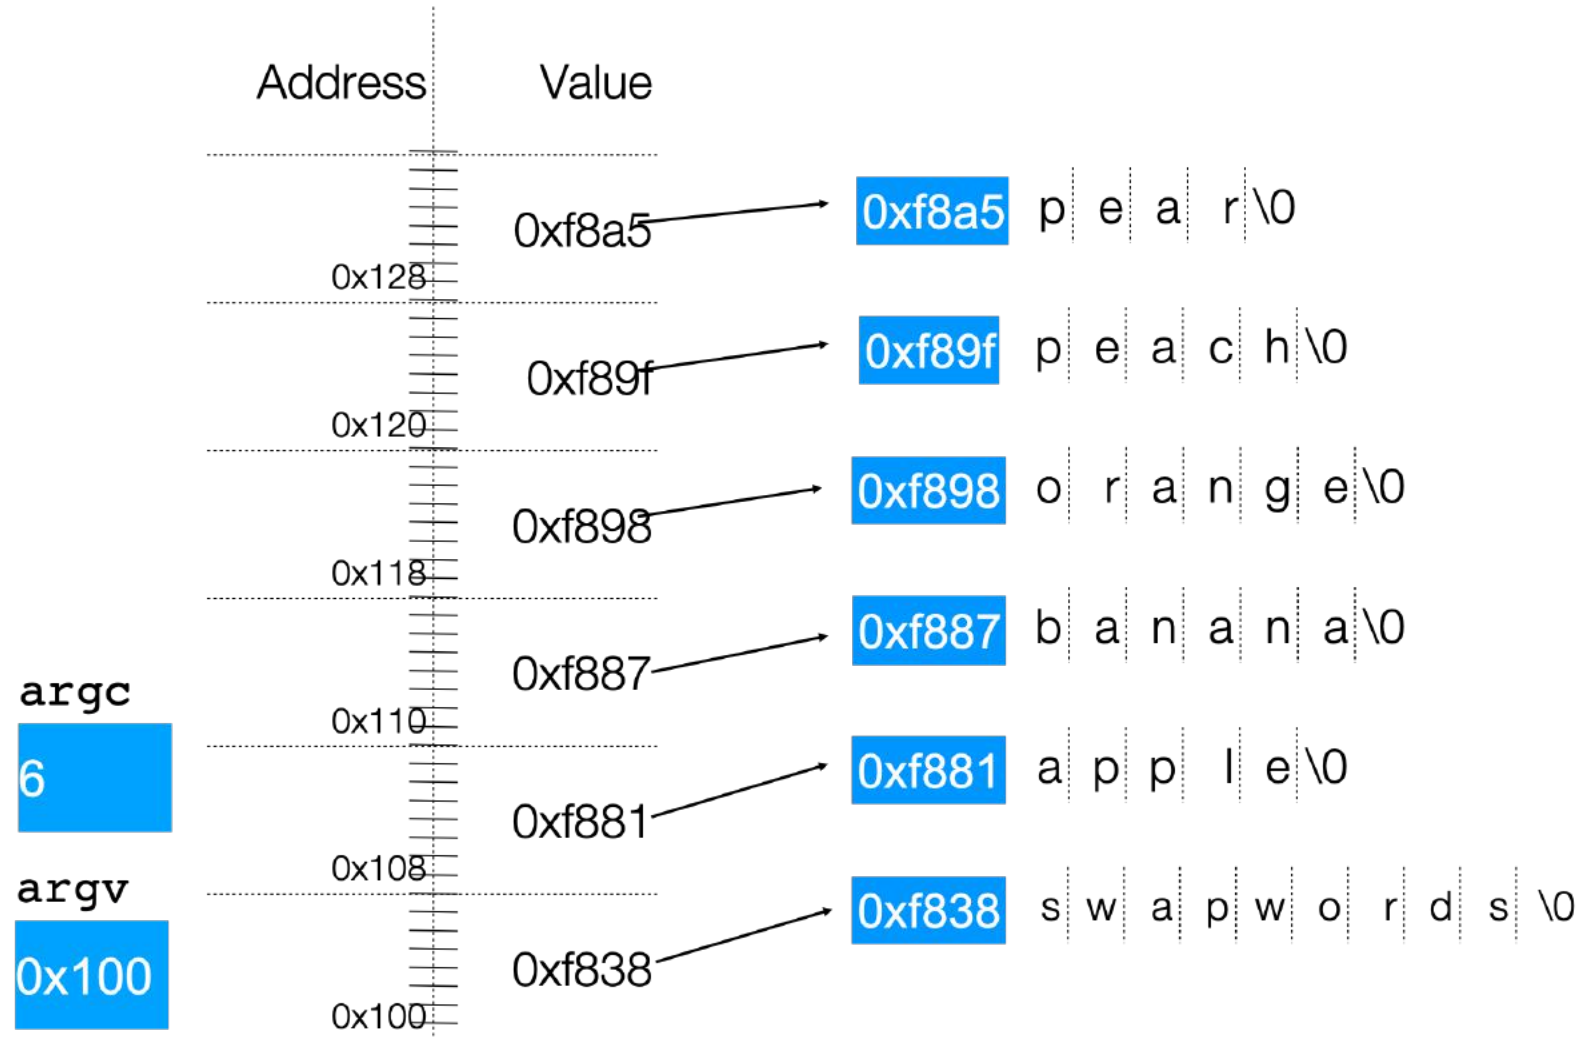 Address Value
0xf8a5 0xf8a5 p e a r \0
0x128
0xf89f 0xf89f p e a c h \0
0x120
0xf898 0xf898 o r a n g e \0
0x118
0xf887 0xf887 b a n a n a \0
argc
0x110
6
0xf881 0xf881 a p p l e \0
0x108
argv
0xf838 0xf838 s w a p w o r d s \0
0x100
0x100